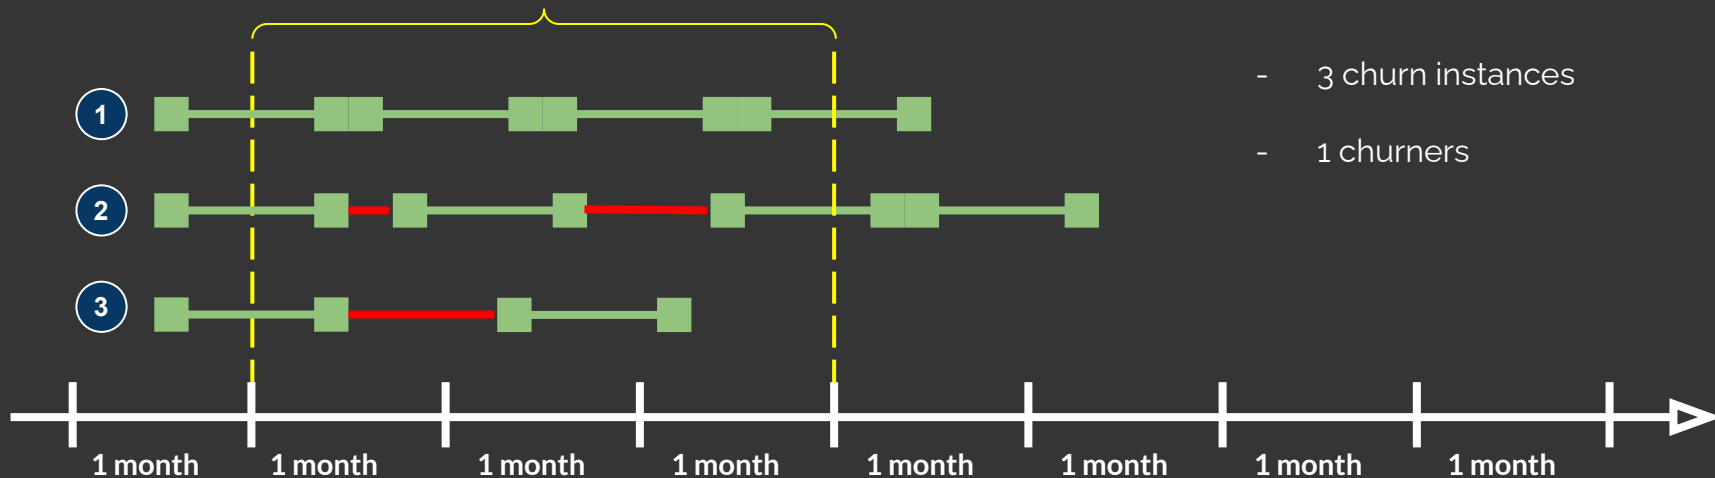 - 3 churn instances
1
- 1 churners
2
3
1 month 1 month 1 month 1 month 1 month 1 month 1 month 1 month